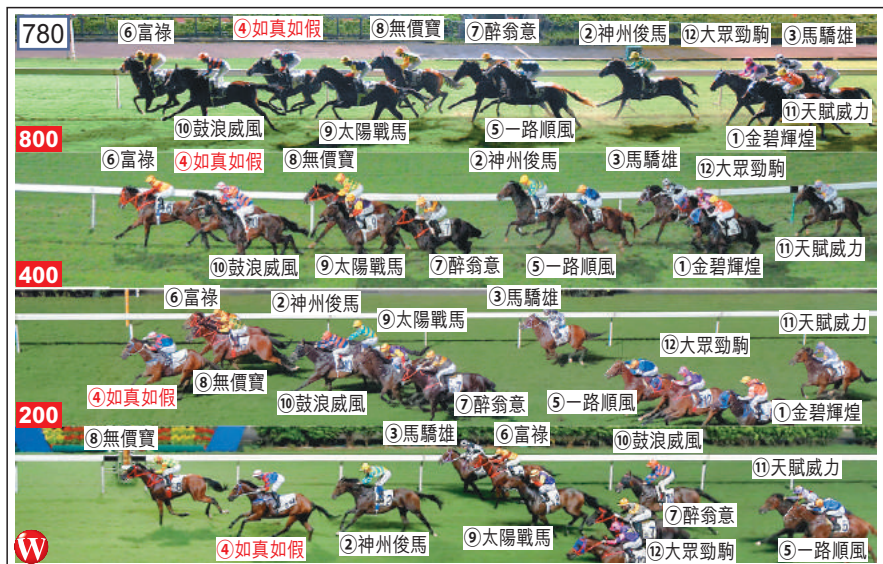 780
⑥富祿 ④如真如假 ⑧無價寶 ⑦醉翁意 ②神州俊馬 ⑫大眾勁駒 ③馬驕雄
⑩鼓浪威風 ⑨太陽戰馬 ⑤一路順風 ①金碧輝煌 ⑪天賦威力
800
⑥富祿 ④如真如假 ⑧無價寶 ②神州俊馬 ③馬驕雄 ⑫大眾勁駒
⑩鼓浪威風 ⑨太陽戰馬 ⑦醉翁意 ⑤一路順風 ①金碧輝煌 ⑪天賦威力
400
⑥富祿 ②神州俊馬 ⑨太陽戰馬 ③馬驕雄 ⑫大眾勁駒 ⑪天賦威力
④如真如假 ⑧無價寶 ⑩鼓浪威風 ⑦醉翁意 ⑤一路順風 ①金碧輝煌
200
⑧無價寶 ③馬驕雄 ⑥富祿 ⑩鼓浪威風 ⑪天賦威力
④如真如假 ②神州俊馬 ⑨太陽戰馬 ⑫大眾勁駒 ⑦醉翁意 ⑤一路順風
W